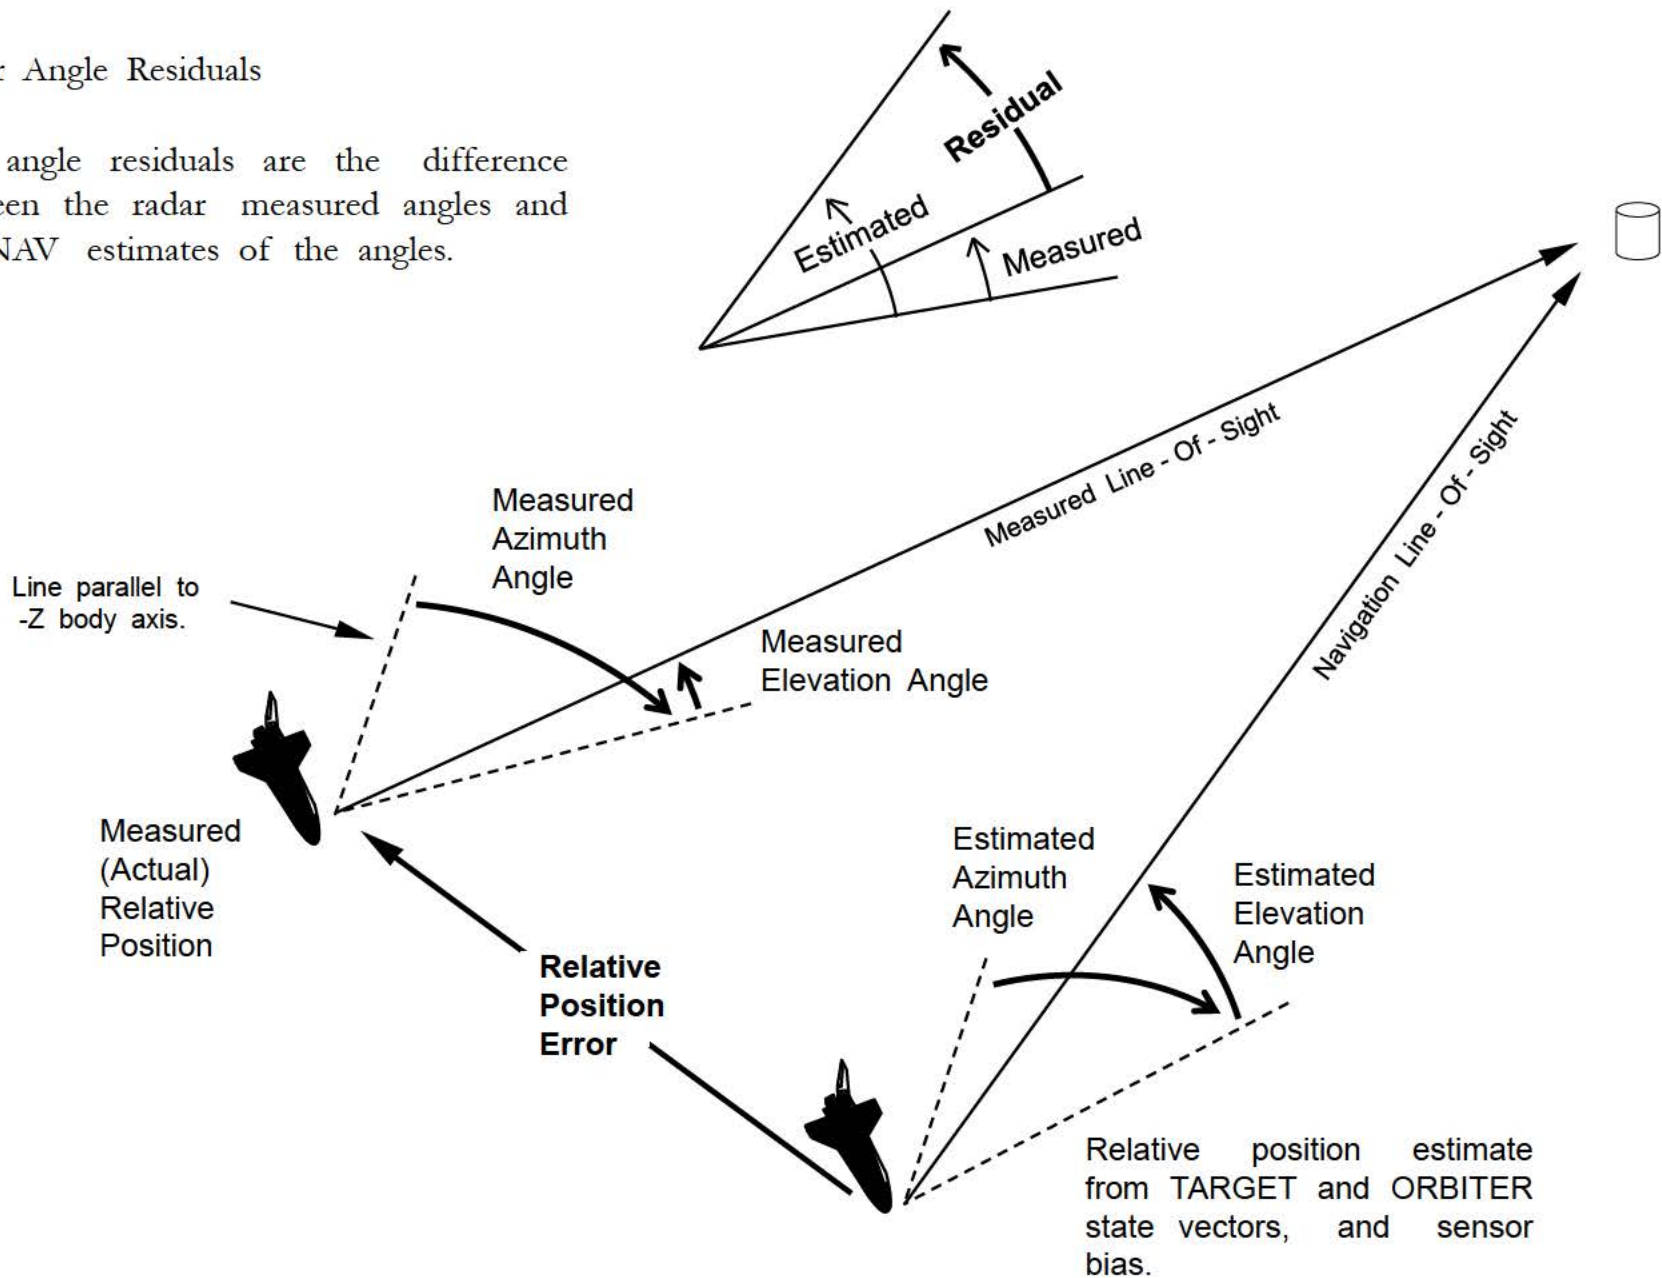 Angle Residuals
angle residuals are the difference
the radar measured angles and
estimates of the angles.
Residual
Estimated
Measured
Measured Line - Of - Sight
Navigation Line - Of - Sight
Measured
Azimuth
Angle
Line parallel to
-Z body axis.
Measured
Elevation Angle
Measured
(Actual)
Relative
Position
Relative
Position
Error
Estimated
Azimuth
Angle
Estimated
Elevation
Angle
Relative position estimate
from TARGET and ORBITER
state vectors, and sensor
bias.